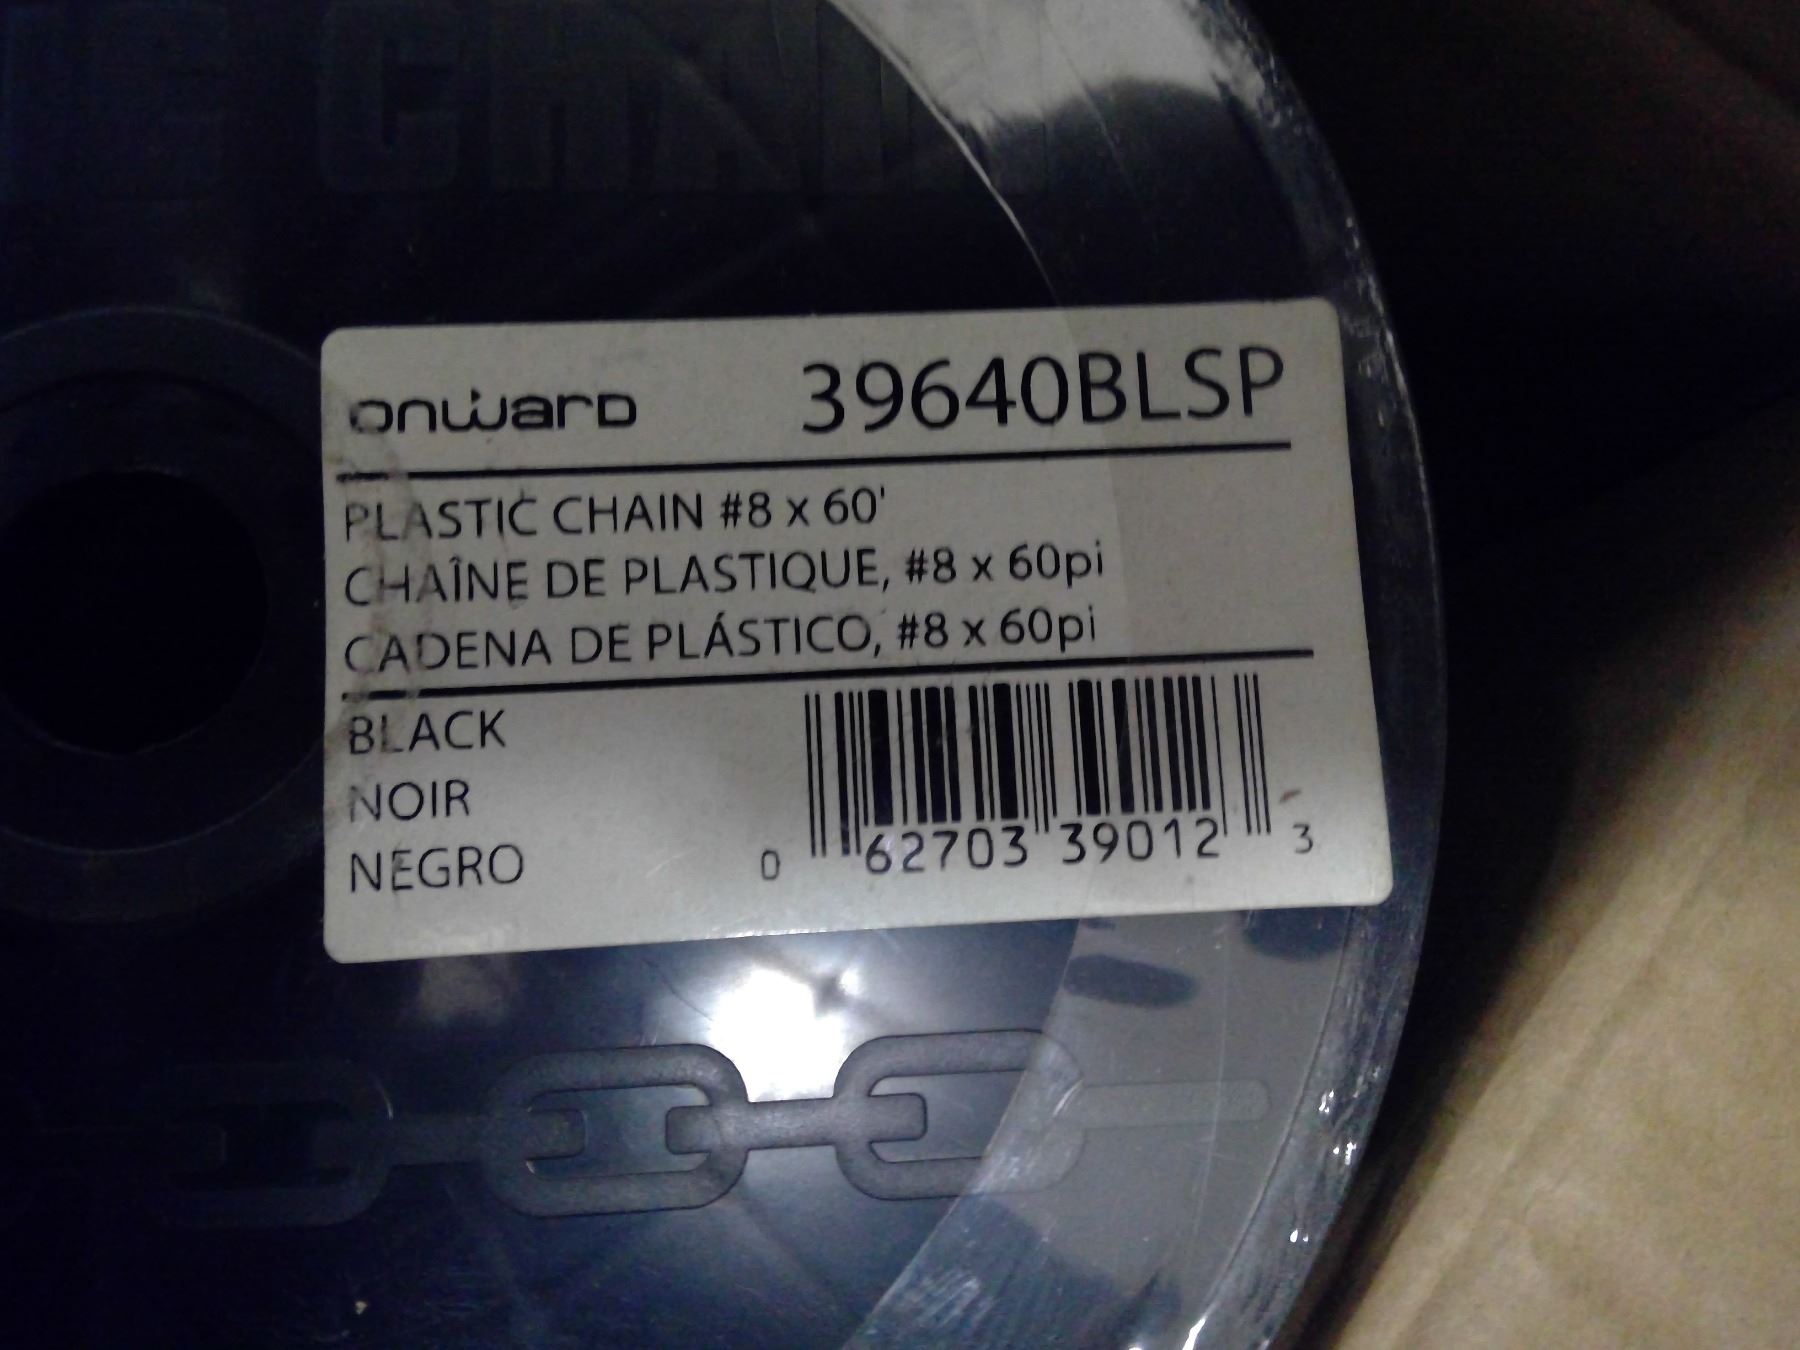 E CHAIN
onward 39640BLSP
PLASTIC CHAIN #8 x 60'
CHAÎNE DE PLASTIQUE, #8 x 60pi
CADENA DE PLÁSTICO, #8 x 60pi
BLACK
NOIR
NEGRO
0 62703 39012 3